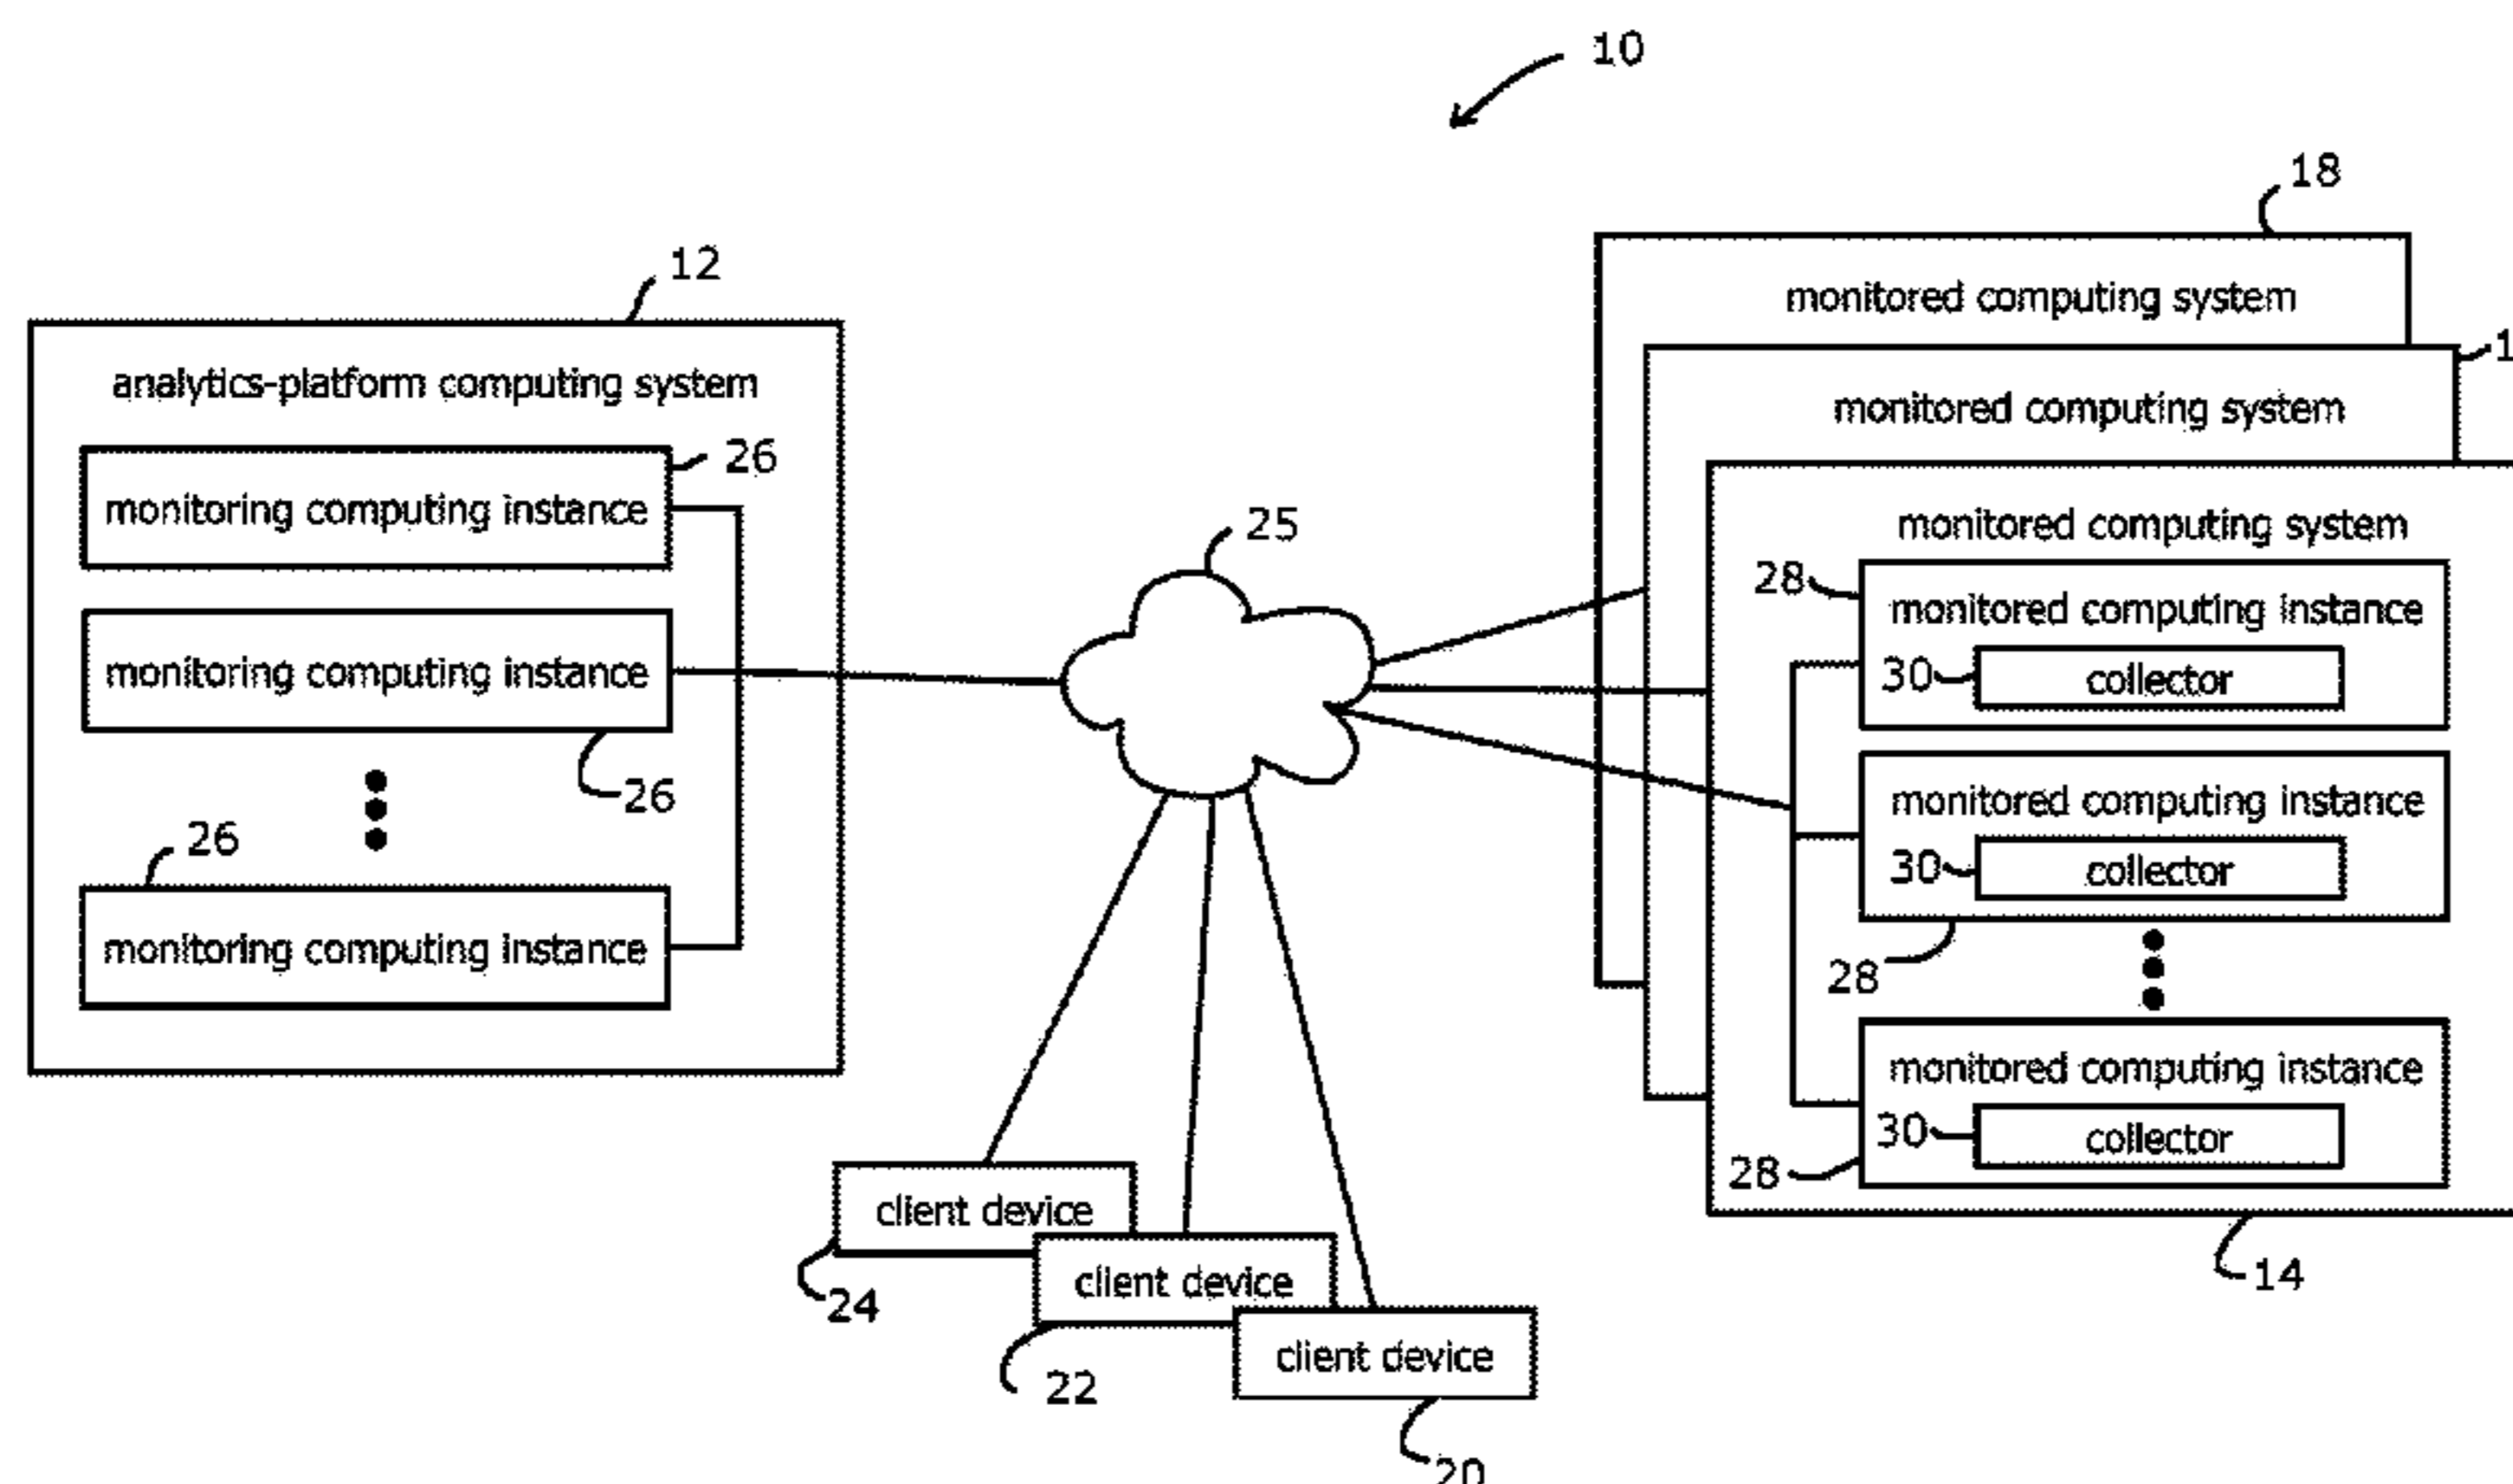 10
18
12
monitored computing system
1
analytics-platform computing system
monitored computing system
26
monitoring computing instance
25
monitored computing system
28
monitored computing instance
30
collector
monitoring computing instance
26
monitored computing instance
30
collector
26
28
monitoring computing instance
monitored computing instance
30
collector
28
client device
24
14
client device
22
client device
20